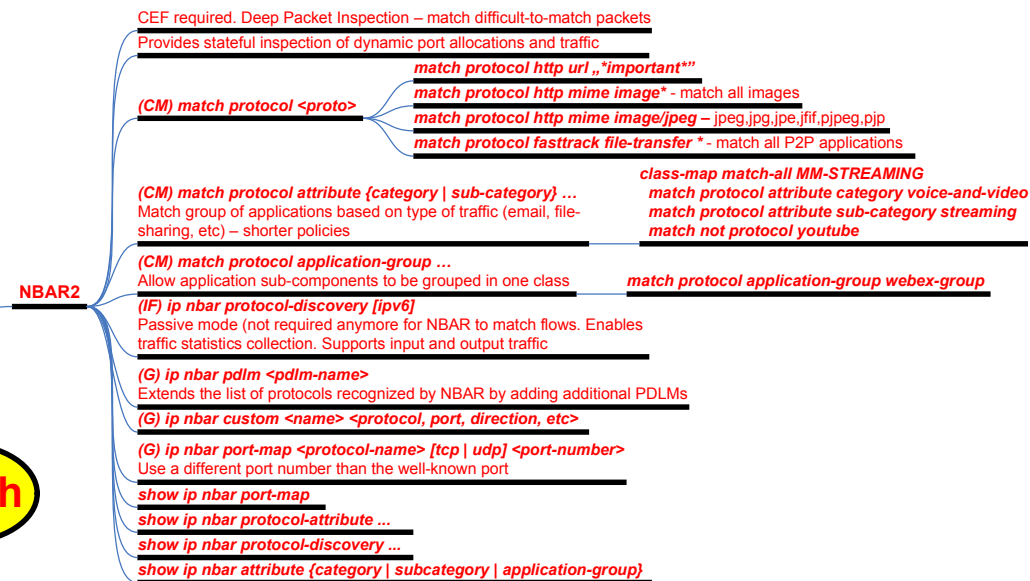 CEF required. Deep Packet Inspection – match difficult-to-match packets
Provides stateful inspection of dynamic port allocations and traffic
match protocol http url „*important*”
(CM) match protocol <proto>
match protocol http mime image* - match all images
match protocol http mime image/jpeg – jpeg,jpg,jpe,jfif,pjpeg,pjp
match protocol fasttrack file-transfer * - match all P2P applications
(CM) match protocol attribute {category | sub-category} …
Match group of applications based on type of traffic (email, file-
sharing, etc) – shorter policies
class-map match-all MM-STREAMING
match protocol attribute category voice-and-video
match protocol attribute sub-category streaming
match not protocol youtube
(CM) match protocol application-group …
Allow application sub-components to be grouped in one class
match protocol application-group webex-group
NBAR2
(IF) ip nbar protocol-discovery [ipv6]
Passive mode (not required anymore for NBAR to match flows. Enables
traffic statistics collection. Supports input and output traffic
(G) ip nbar pdlm <pdlm-name>
Extends the list of protocols recognized by NBAR by adding additional PDLMs
(G) ip nbar custom <name> <protocol, port, direction, etc>
(G) ip nbar port-map <protocol-name> [tcp | udp] <port-number>
Use a different port number than the well-known port
show ip nbar port-map
show ip nbar protocol-attribute ...
show ip nbar protocol-discovery ...
show ip nbar attribute {category | subcategory | application-group}